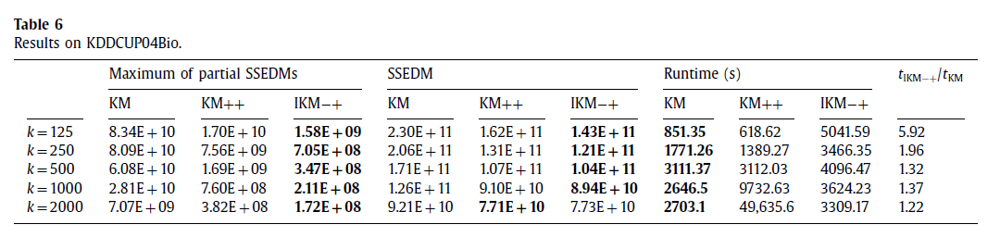 Table 6
Results on KDDCUP04Bio.
Maximum of partial SSEDMs SSEDM Runtime (s) tIKM−+/tKM
KM KM++ IKM−+ KM KM++ IKM−+ KM KM++ IKM−+
k = 125 8.34E + 10 1.70E + 10 1.58E + 09 2.30E + 11 1.62E + 11 1.43E + 11 851.35 618.62 5041.59 5.92
k = 250 8.09E + 10 7.56E + 09 7.05E + 08 2.06E + 11 1.31E + 11 1.21E + 11 1771.26 1389.27 3466.35 1.96
k = 500 6.08E + 10 1.69E + 09 3.47E + 08 1.71E + 11 1.07E + 11 1.04E + 11 3111.37 3112.03 4096.47 1.32
k = 1000 2.81E + 10 7.60E + 08 2.11E + 08 1.26E + 11 9.10E + 10 8.94E + 10 2646.5 9732.63 3624.23 1.37
k = 2000 7.07E + 09 3.82E + 08 1.72E + 08 9.21E + 10 7.71E + 10 7.73E + 10 2703.1 49,635.6 3309.17 1.22